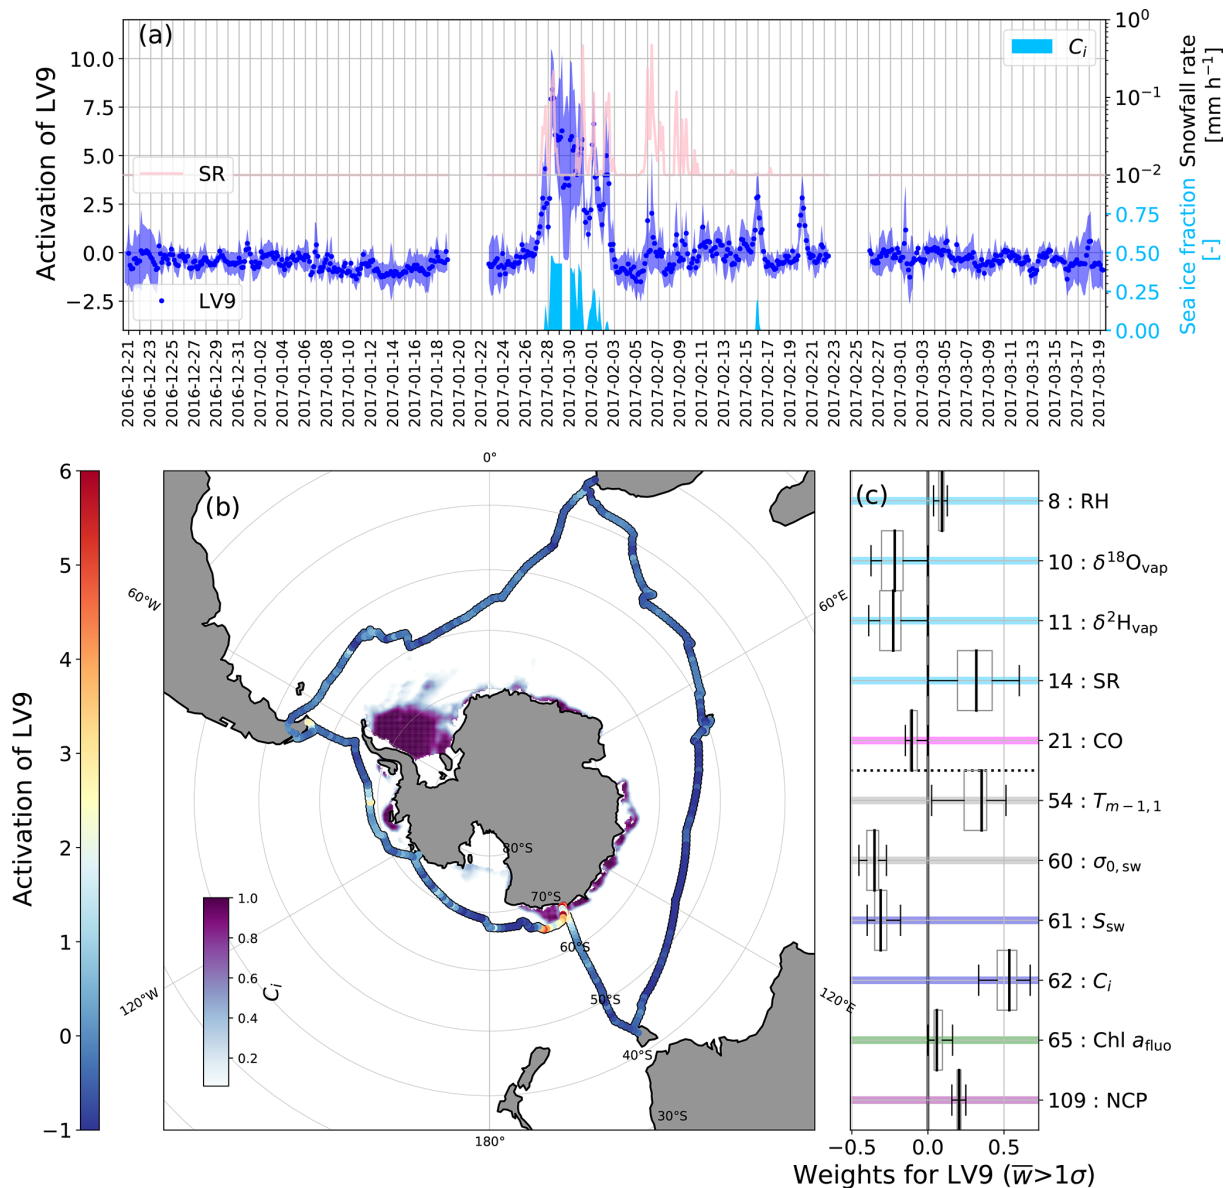 (a)
Activation of LV9
10.0
7.5
5.0
2.5
0.0
−2.5
SR
LV9
C_i
10⁰
10⁻¹
10⁻²
Snowfall rate
[mm h⁻¹]
0.75
0.50
0.25
0.00
Sea ice fraction
[-]
2016-12-21
2016-12-23
2016-12-25
2016-12-27
2016-12-29
2016-12-31
2017-01-02
2017-01-04
2017-01-06
2017-01-08
2017-01-10
2017-01-12
2017-01-14
2017-01-16
2017-01-18
2017-01-20
2017-01-22
2017-01-24
2017-01-26
2017-01-28
2017-01-30
2017-02-01
2017-02-03
2017-02-05
2017-02-07
2017-02-09
2017-02-11
2017-02-13
2017-02-15
2017-02-17
2017-02-19
2017-02-21
2017-02-23
2017-02-25
2017-02-27
2017-03-01
2017-03-03
2017-03-05
2017-03-07
2017-03-09
2017-03-11
2017-03-13
2017-03-15
2017-03-17
2017-03-19
Activation of LV9
6
5
4
3
2
1
0
−1
(b)
0°
60°W
60°E
120°W
120°E
180°
80°S
70°S
60°S
50°S
40°S
30°S
1.0
0.8
0.6
0.4
0.2
C_i
(c)
8 : RH
10 : δ¹⁸O_vap
11 : δ²H_vap
14 : SR
21 : CO
54 : T_{m−1,1}
60 : σ_{0,sw}
61 : S_sw
62 : C_i
65 : Chl a_fluo
109 : NCP
−0.5
0.0
0.5
Weights for LV9 (w̅>1σ)